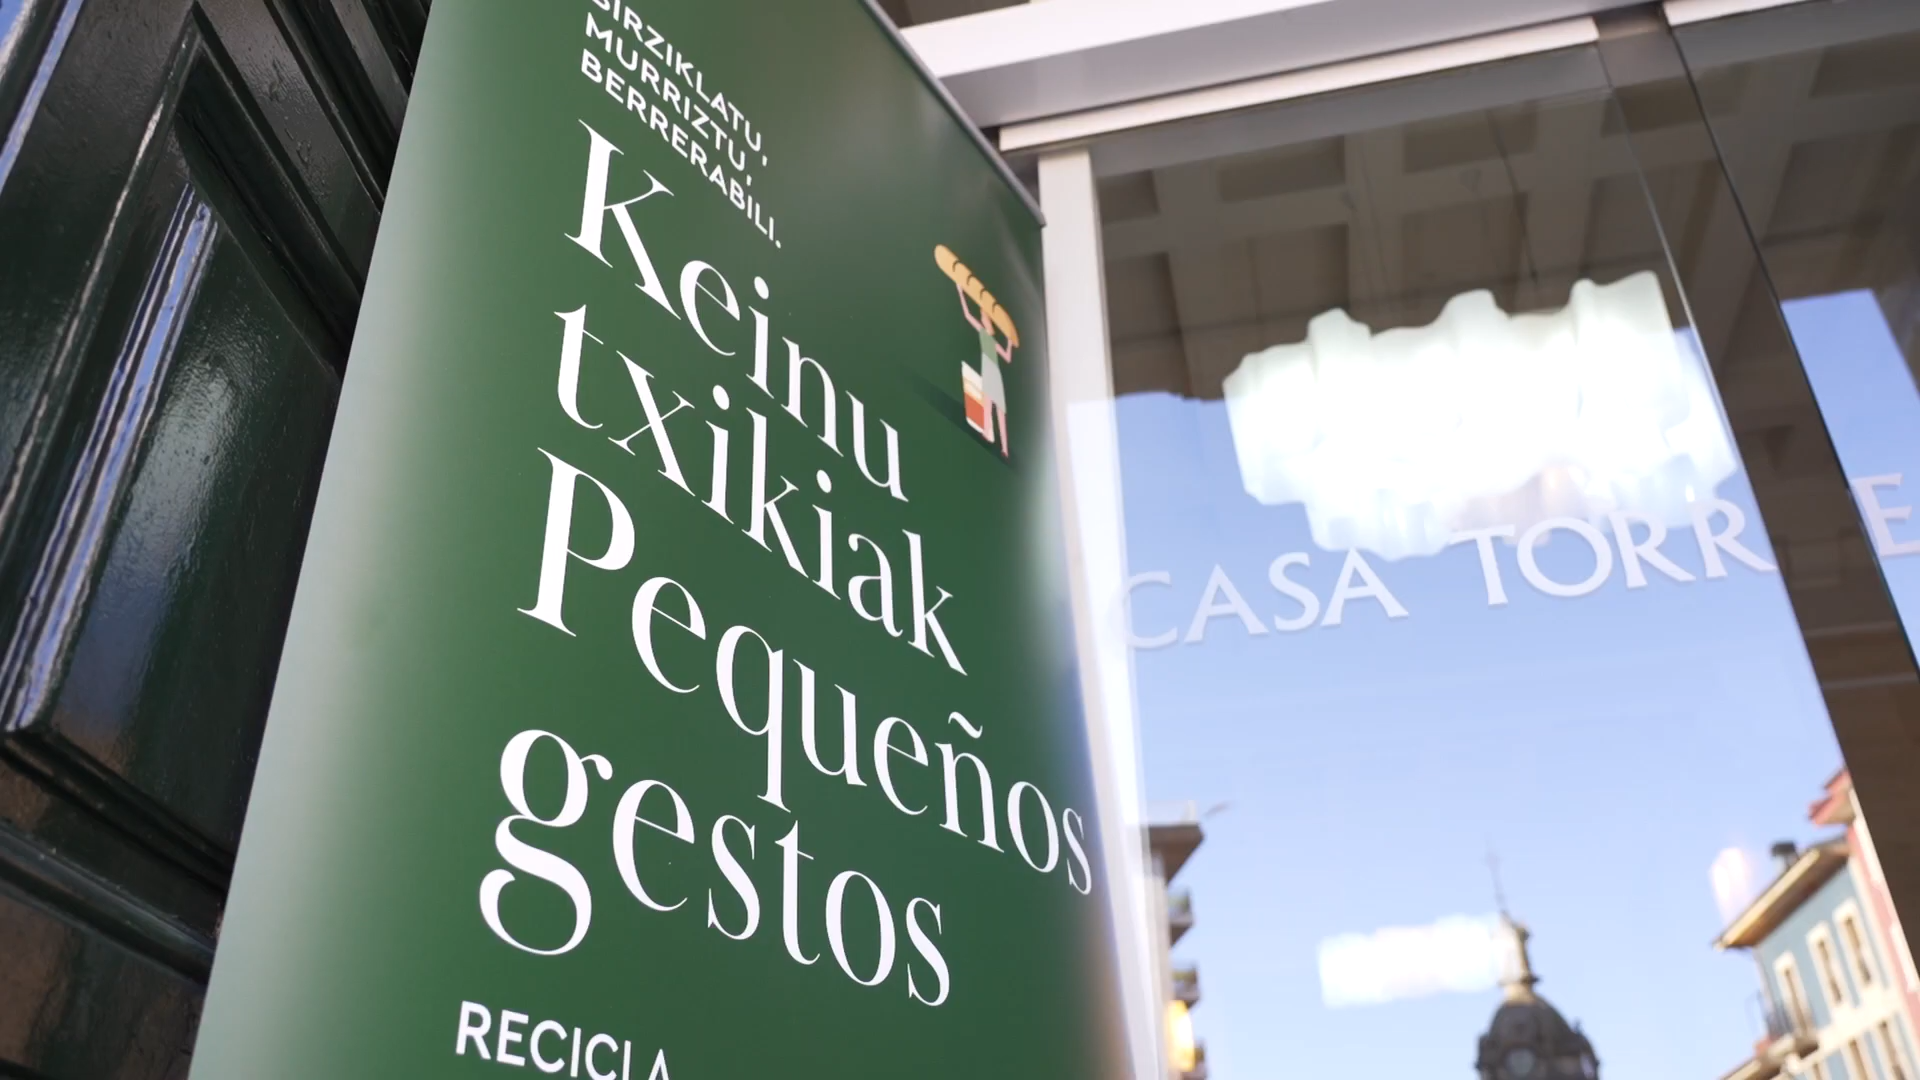 BIRZIKLATU,
MURRIZTU,
BERRERABILI.
Keinu
txikiak
Pequeños
gestos
RECICLA
CASA TORRE